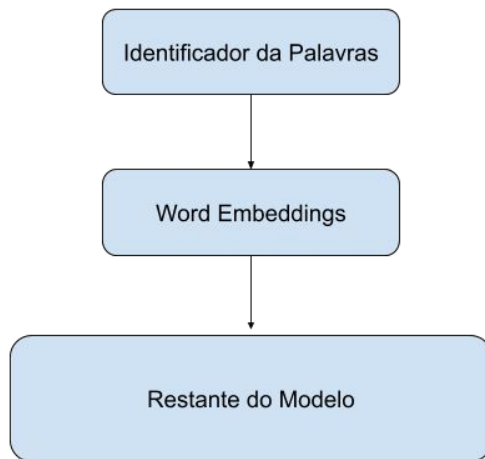 Identificador da Palavras
Word Embeddings
Restante do Modelo